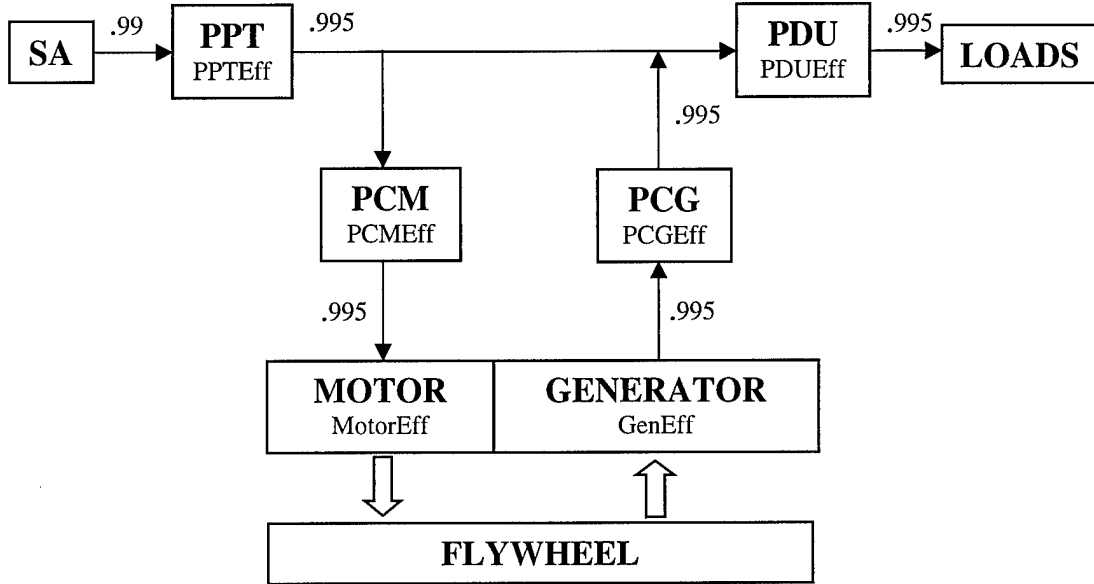 SA
.99
PPT
PPTEff
.995
PDU
PDUEff
.995
LOADS
.995
PCM
PCMEff
PCG
PCGEff
.995
.995
MOTOR
MotorEff
GENERATOR
GenEff
FLYWHEEL